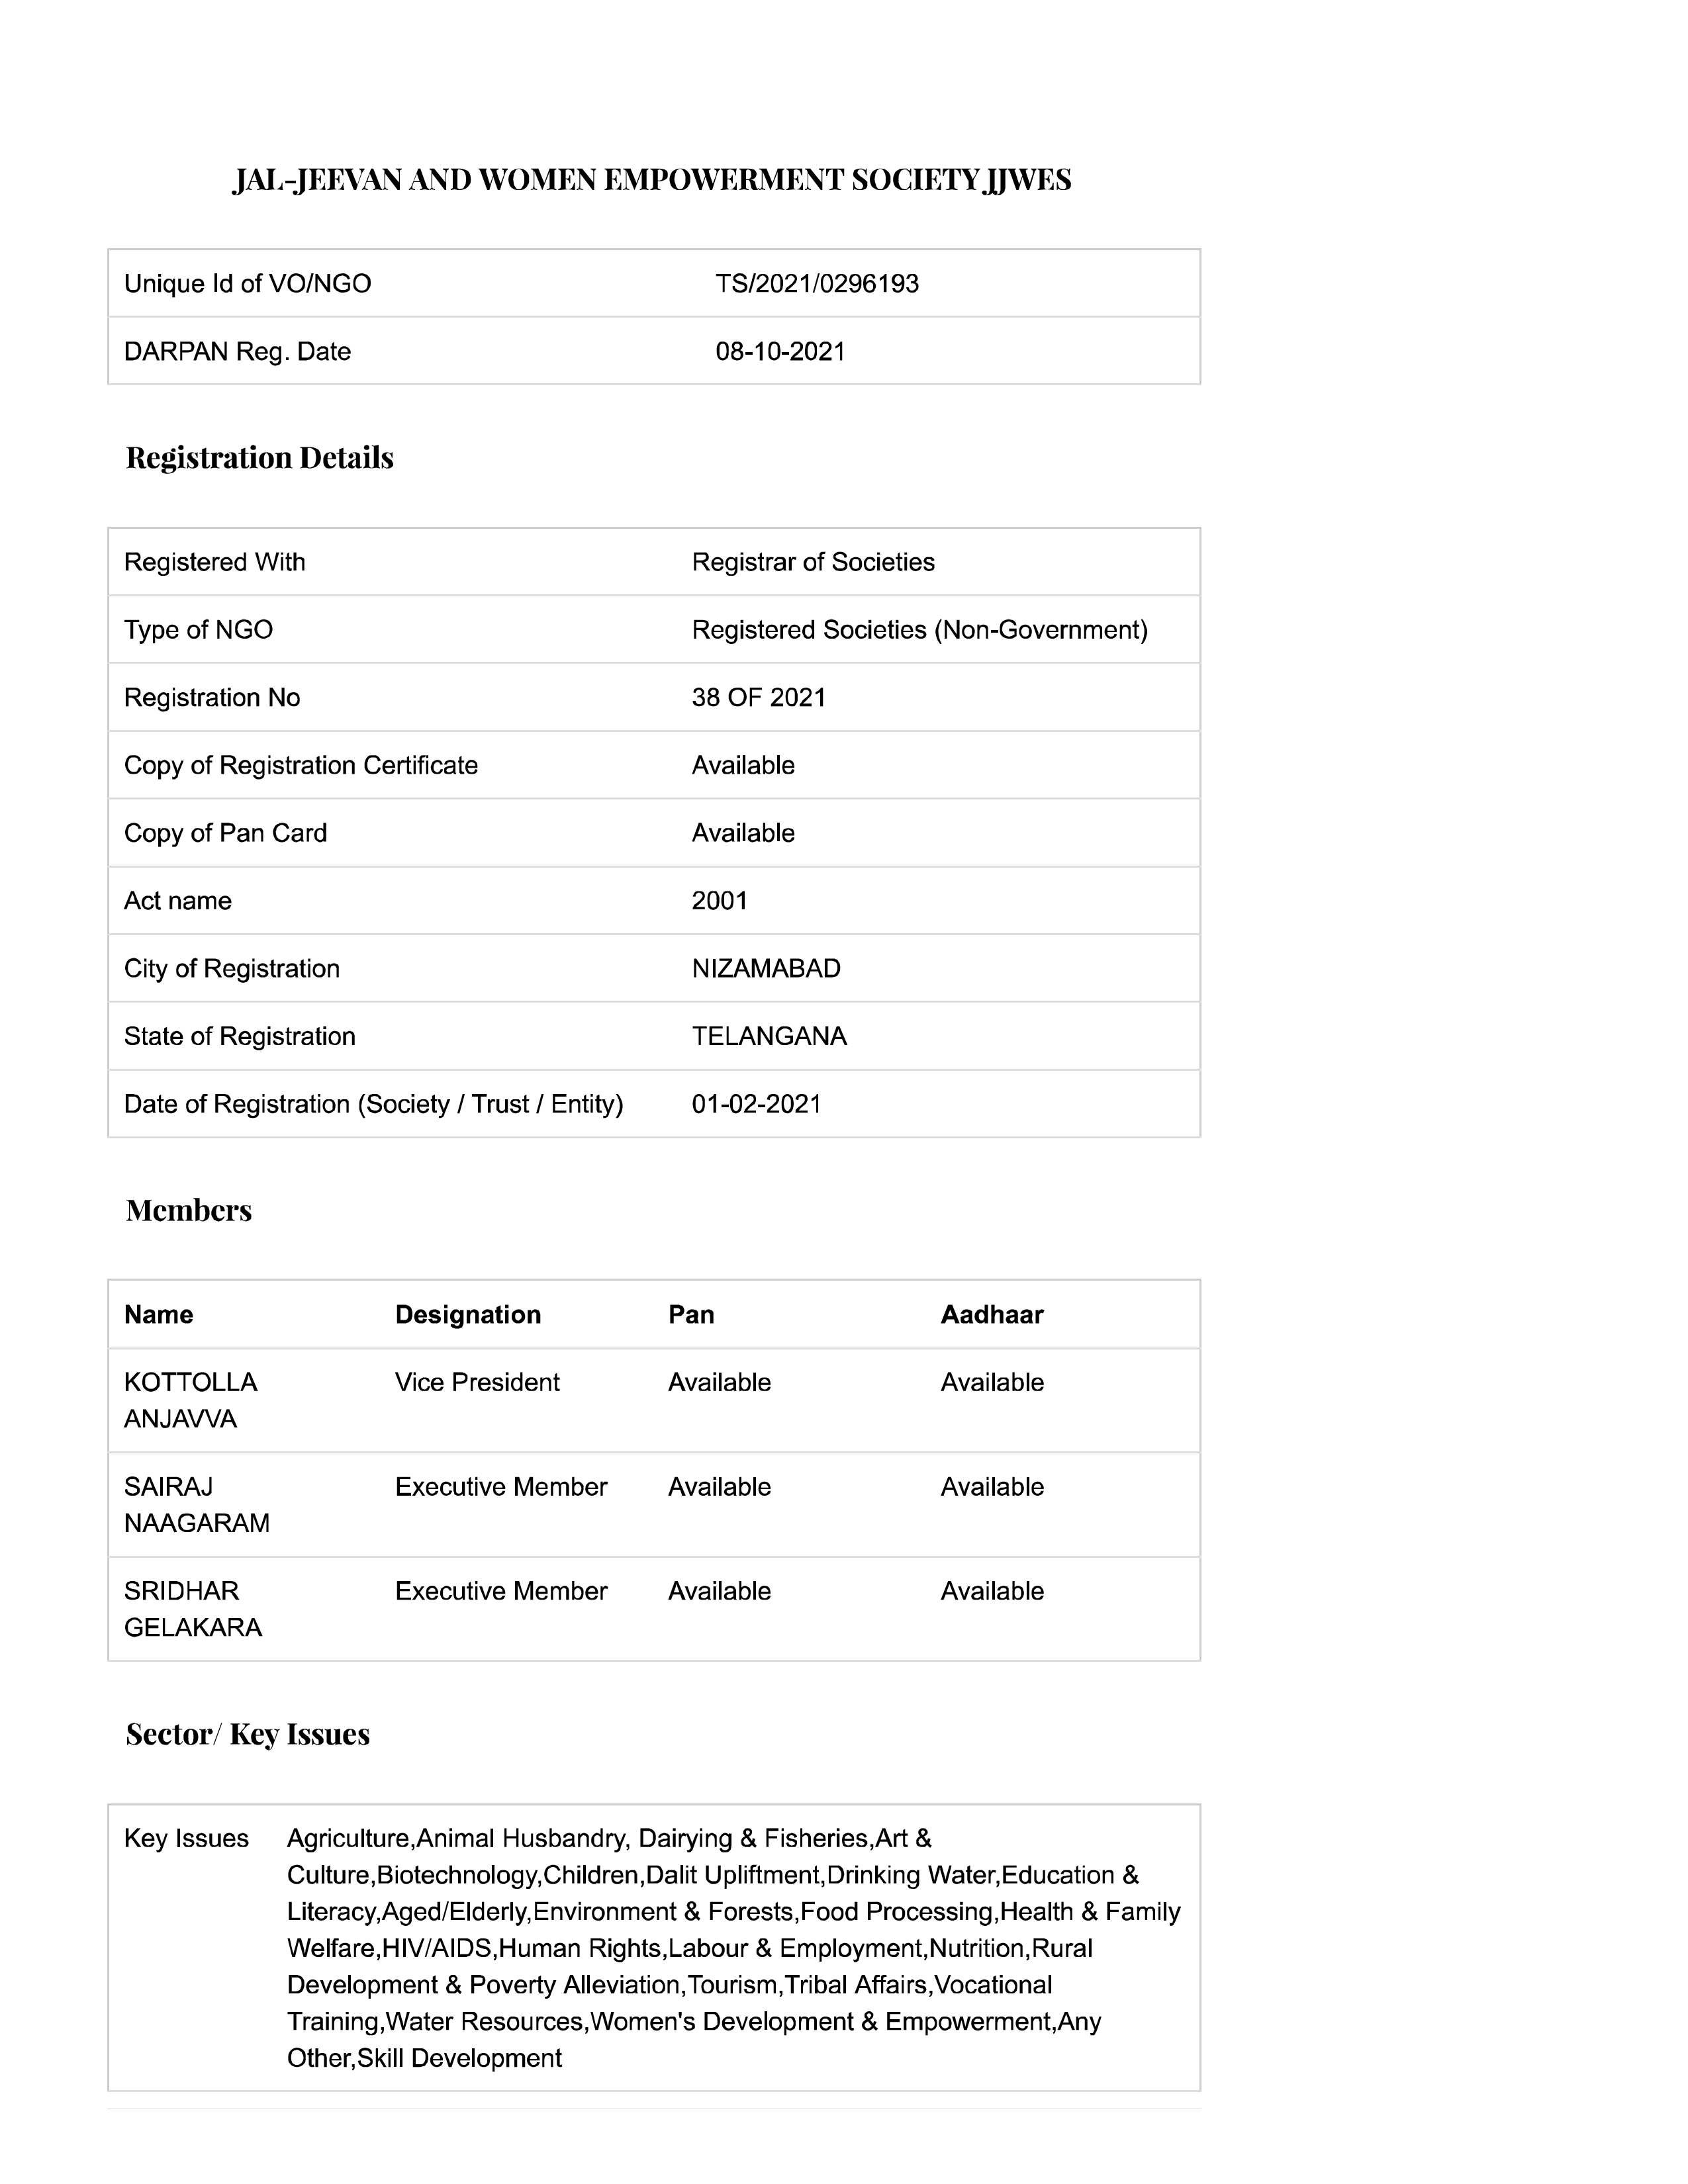 JAL-JEEVAN AND WOMEN EMPOWERMENT SOCIETY JJWES
Unique Id of VO/NGO TS/2021/0296193
DARPAN Reg. Date 08-10-2021
Registration Details
Registered With Registrar of Societies
Type of NGO Registered Societies (Non-Government)
Registration No 38 OF 2021
Copy of Registration Certificate Available
Copy of Pan Card Available
Act name 2001
City of Registration NIZAMABAD
State of Registration TELANGANA
Date of Registration (Society / Trust / Entity) 01-02-2021
Members
Name Designation Pan Aadhaar
KOTTOLLA Vice President Available Available
ANJAVVA
SAIRAJ Executive Member Available Available
NAAGARAM
SRIDHAR Executive Member Available Available
GELAKARA
Sector/ Key Issues
Key Issues Agriculture,Animal Husbandry, Dairying & Fisheries,Art &
Culture,Biotechnology,Children,Dalit Upliftment,Drinking Water,Education &
Literacy,Aged/Elderly,Environment & Forests,Food Processing,Health & Family
Welfare,HIV/AIDS,Human Rights,Labour & Employment,Nutrition,Rural
Development & Poverty Alleviation,Tourism,Tribal Affairs,Vocational
Training,Water Resources,Women's Development & Empowerment,Any
Other,Skill Development